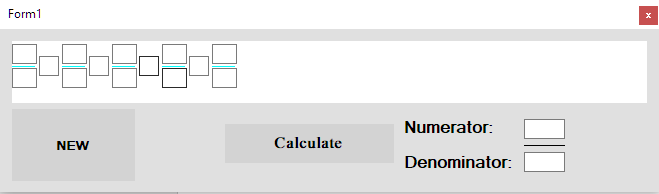 Form1
x
NEW
Calculate
Numerator:
Denominator: